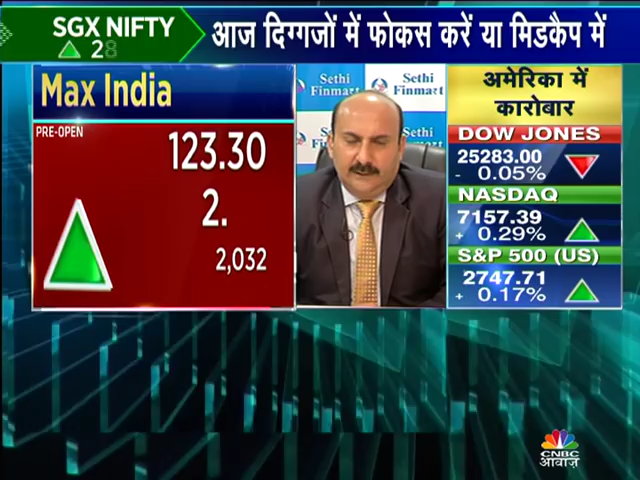 SGX NIFTY
28
आज दिग्गजों में फोकस करें या मिडकैप में
Max India
PRE-OPEN
123.30
2.
2,032
Sethi
Finmart
Sethi
Finmart
Sethi
अमेरिका में
कारोबार
DOW JONES
25283.00
- 0.05%
NASDAQ
7157.39
+ 0.29%
S&P 500 (US)
2747.71
+ 0.17%
CNBC
आवाज़